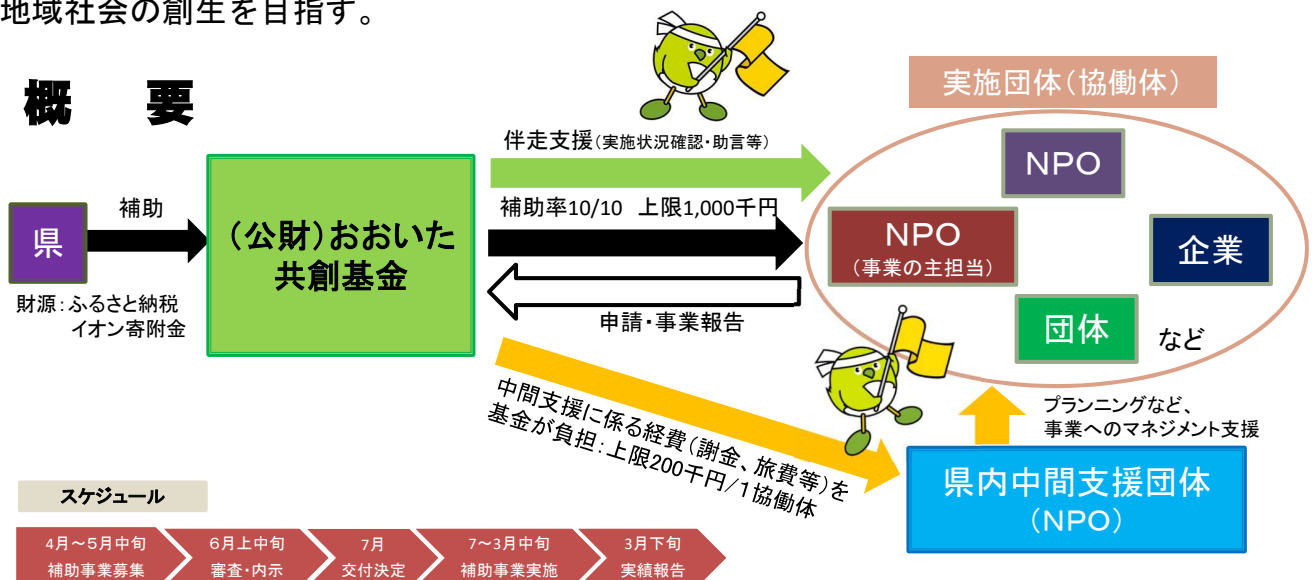 地域社会の創生を目指す。
概　要
実施団体（協働体）
伴走支援（実施状況確認・助言等）
NPO
補助
補助率10/10　上限1,000千円
県
（公財）おおいた
共創基金
NPO
（事業の主担当）
企業
財源：ふるさと納税
イオン寄附金
申請・事業報告
団体
など
中間支援に係る経費（謝金、旅費等）を
基金が負担：上限200千円/1協働体
プランニングなど、
事業へのマネジメント支援
県内中間支援団体
（NPO）
スケジュール
4月～5月中旬
補助事業募集
6月上中旬
審査・内示
7月
交付決定
7～3月中旬
補助事業実施
3月下旬
実績報告